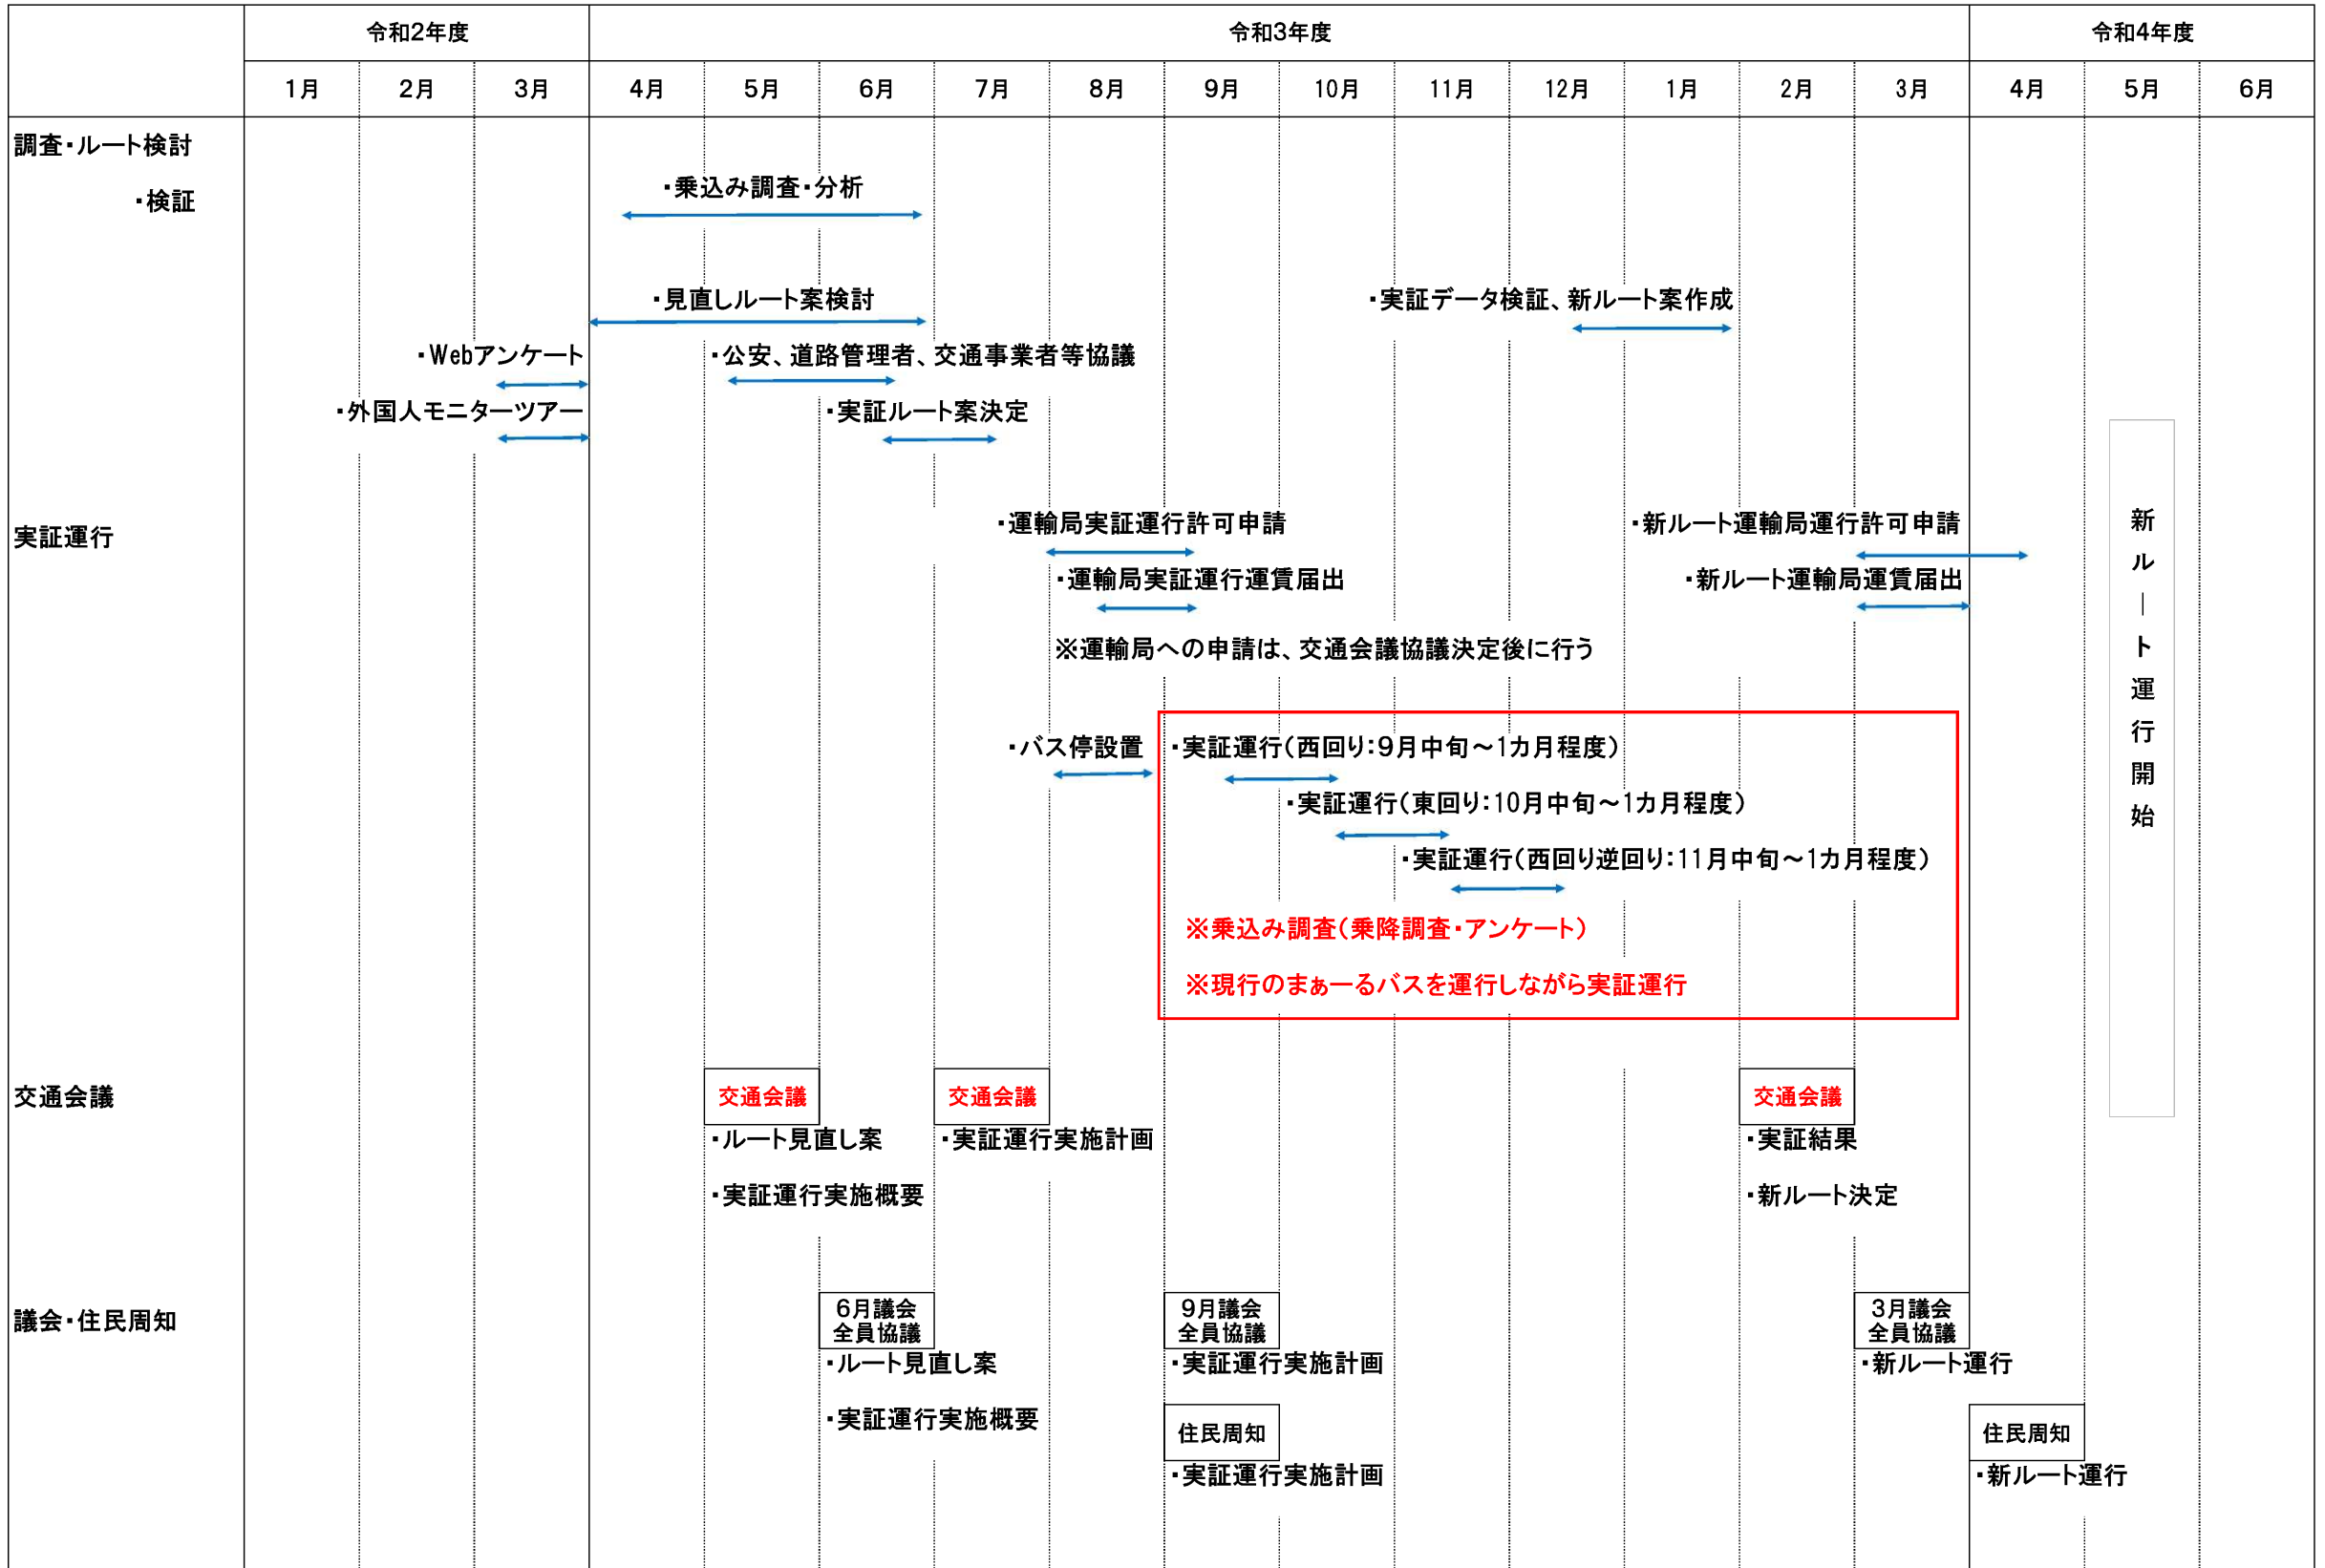 令和2年度
令和3年度
令和4年度
1月 2月 3月 4月 5月 6月 7月 8月 9月 10月 11月 12月 1月 2月 3月 4月 5月 6月
調査・ルート検討
・検証
・乗込み調査・分析
・見直しルート案検討
・実証データ検証、新ルート案作成
・Webアンケート
・公安、道路管理者、交通事業者等協議
・外国人モニターツアー
・実証ルート案決定
実証運行
・運輸局実証運行許可申請
・新ルート運輸局運行許可申請
・運輸局実証運行運賃届出
・新ルート運輸局運賃届出
※運輸局への申請は、交通会議協議決定後に行う
・バス停設置
・実証運行(西回り:9月中旬~1カ月程度)
・実証運行(東回り:10月中旬~1カ月程度)
・実証運行(西回り逆回り:11月中旬~1カ月程度)
※乗込み調査(乗降調査・アンケート)
※現行のまぁーるバスを運行しながら実証運行
新ルート運行開始
交通会議
交通会議
交通会議
交通会議
・ルート見直し案
・実証運行実施計画
・実証結果
・実証運行実施概要
・新ルート決定
議会・住民周知
6月議会
全員協議
9月議会
全員協議
3月議会
全員協議
・ルート見直し案
・実証運行実施計画
・新ルート運行
・実証運行実施概要
住民周知
住民周知
・実証運行実施計画
・新ルート運行